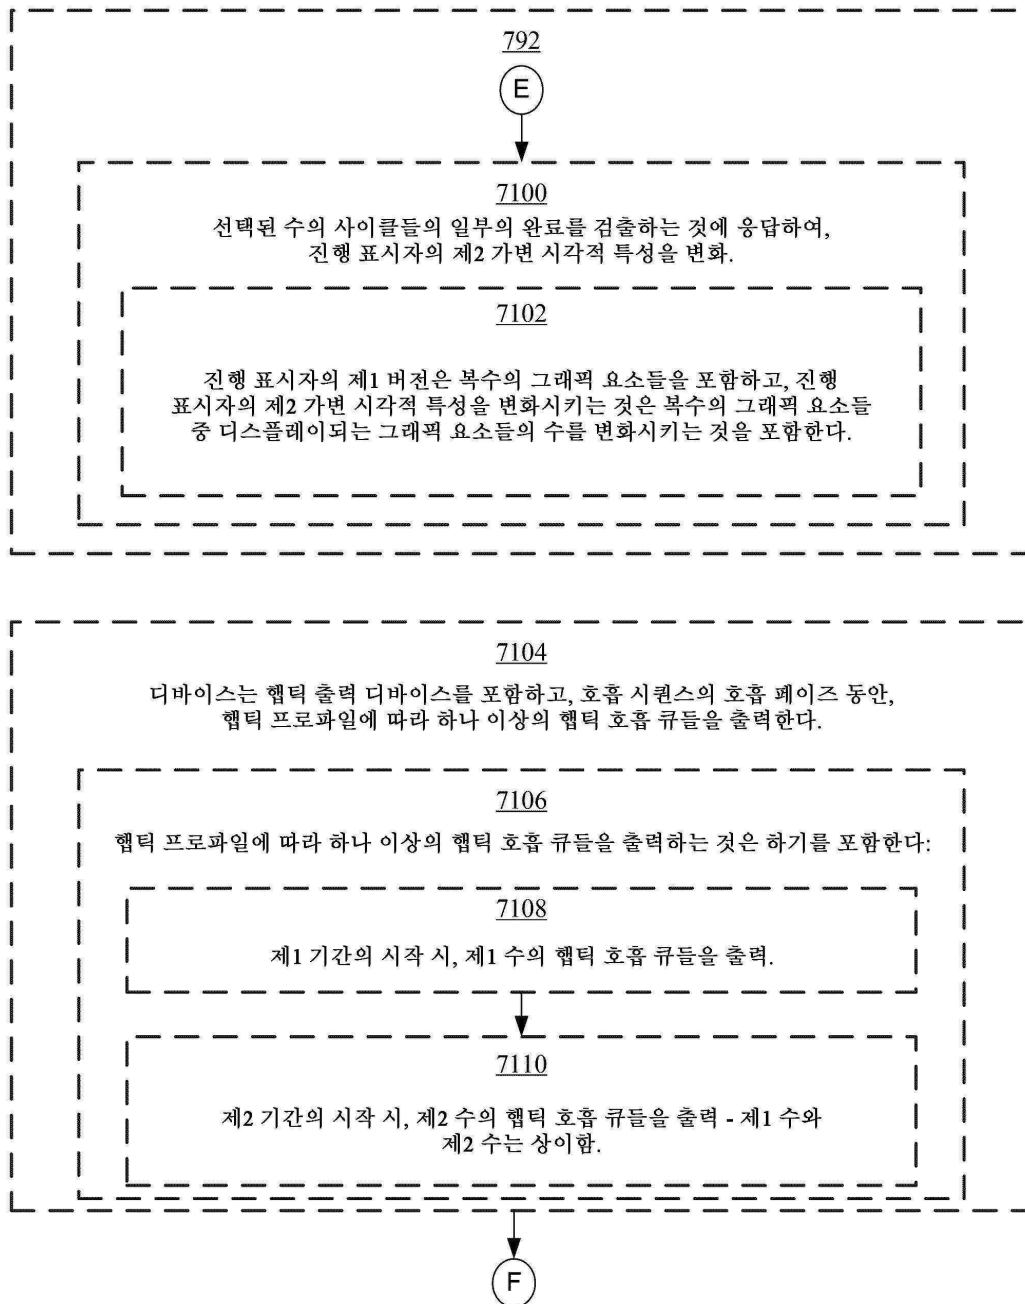 792
E
7100
선택된 수의 사이클들의 일부의 완료를 검출하는 것에 응답하여,
진행 표시자의 제2 가변 시각적 특성을 변화.
7102
진행 표시자의 제1 버전은 복수의 그래픽 요소들을 포함하고, 진행
표시자의 제2 가변 시각적 특성을 변화시키는 것은 복수의 그래픽 요소들
중 디스플레이되는 그래픽 요소들의 수를 변화시키는 것을 포함한다.
7104
디바이스는 햅틱 출력 디바이스를 포함하고, 호흡 시퀀스의 호흡 페이즈 동안,
햅틱 프로파일에 따라 하나 이상의 햅틱 호흡 큐들을 출력한다.
7106
햅틱 프로파일에 따라 하나 이상의 햅틱 호흡 큐들을 출력하는 것은 하기를 포함한다:
7108
제1 기간의 시작 시, 제1 수의 햅틱 호흡 큐들을 출력.
7110
제2 기간의 시작 시, 제2 수의 햅틱 호흡 큐들을 출력 - 제1 수와
제2 수는 상이함.
F